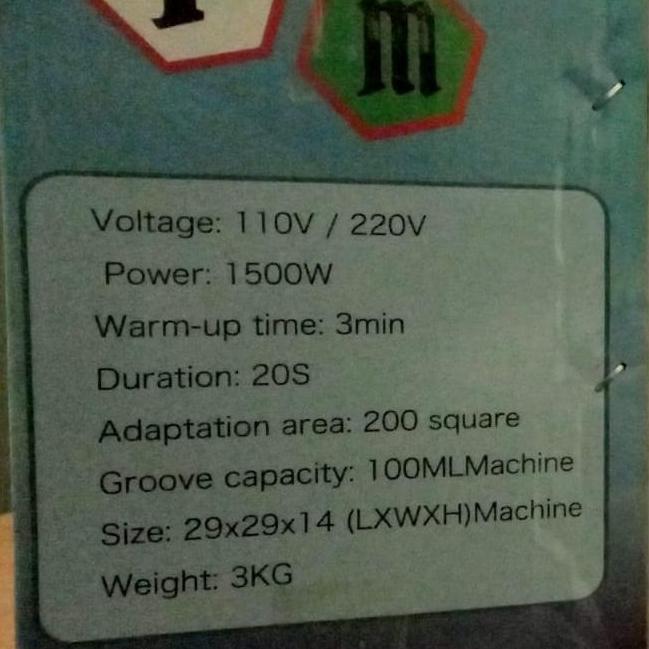 m
Voltage: 110V / 220V
Power: 1500W
Warm-up time: 3min
Duration: 20S
Adaptation area: 200 square
Groove capacity: 100MLMachine
Size: 29x29x14 (LXWXH)Machine
Weight: 3KG